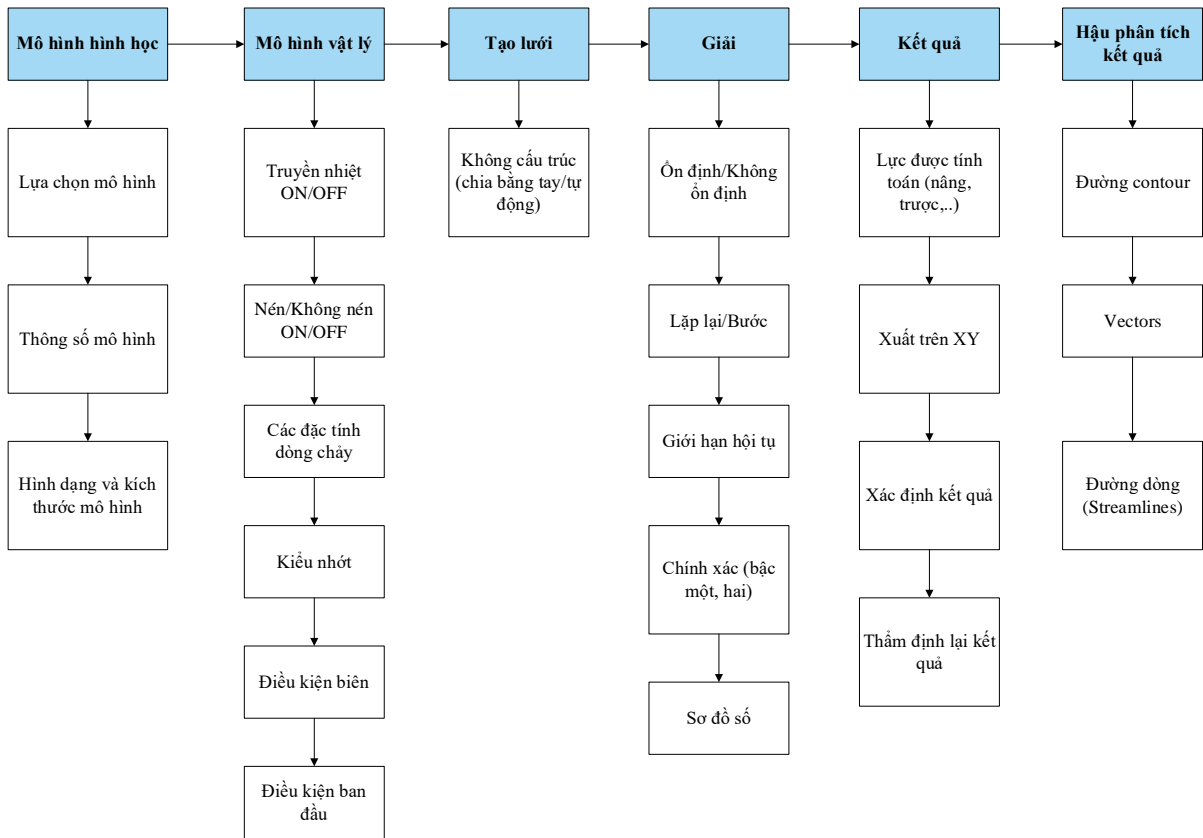 Mô hình hình học
Mô hình vật lý
Tạo lưới
Giải
Kết quả
Hậu phân tích
kết quả
Lựa chọn mô hình
Thông số mô hình
Hình dạng và kích
thước mô hình
Truyền nhiệt
ON/OFF
Nén/Không nén
ON/OFF
Các đặc tính
dòng chảy
Kiểu nhớt
Điều kiện biên
Điều kiện ban
đầu
Không cấu trúc
(chia bằng tay/tự
động)
Ổn định/Không
ổn định
Lặp lại/Bước
Giới hạn hội tụ
Chính xác (bậc
một, hai)
Sơ đồ số
Lực được tính
toán (nâng,
trược,..)
Xuất trên XY
Xác định kết quả
Thẩm định lại kết
quả
Đường contour
Vectors
Đường dòng
(Streamlines)